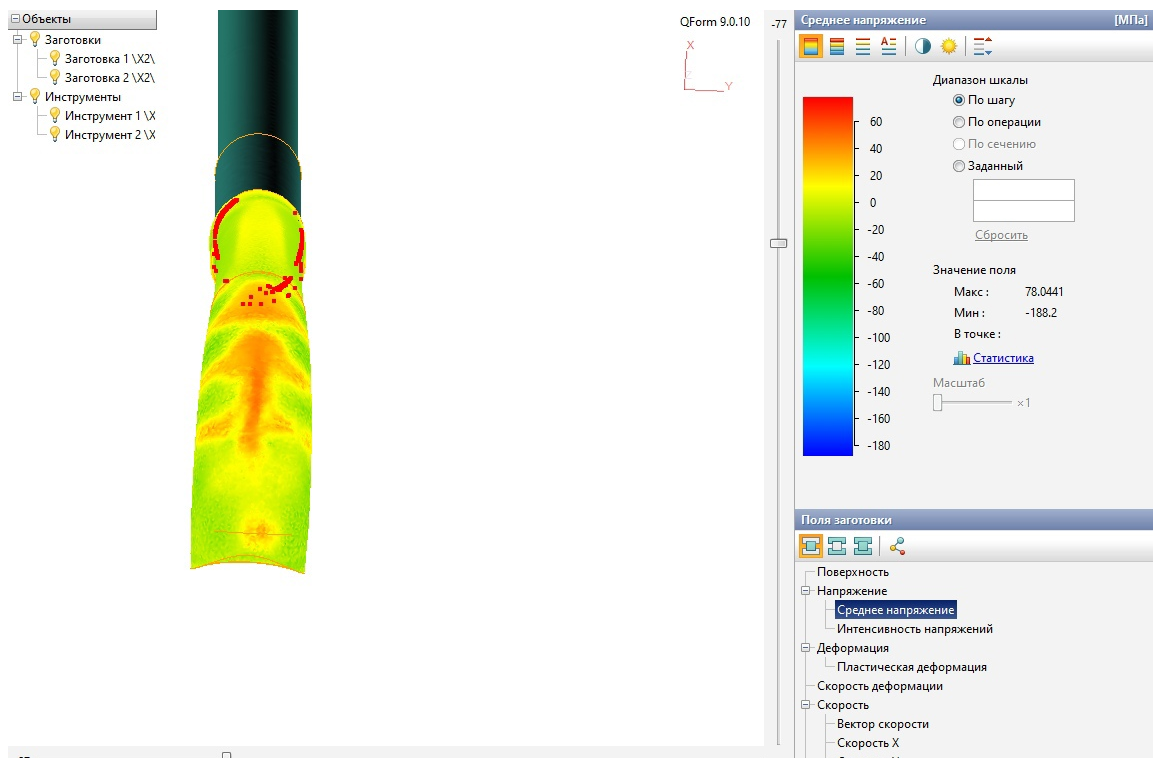 Объекты
Заготовки
Заготовка 1 \X2\
Заготовка 2 \X2\
Инструменты
Инструмент 1 \X
Инструмент 2 \X
QForm 9.0.10
X
Z
Y
-77
Среднее напряжение [МПа]
Диапазон шкалы
По шагу
По операции
По сечению
Заданный
Сбросить
60
40
20
0
-20
-40
-60
-80
-100
-120
-140
-160
-180
Значение поля
Макс : 78.0441
Мин : -188.2
В точке :
Статистика
Масштаб
×1
Поля заготовки
Поверхность
Напряжение
Среднее напряжение
Интенсивность напряжений
Деформация
Пластическая деформация
Скорость деформации
Скорость
Вектор скорости
Скорость X